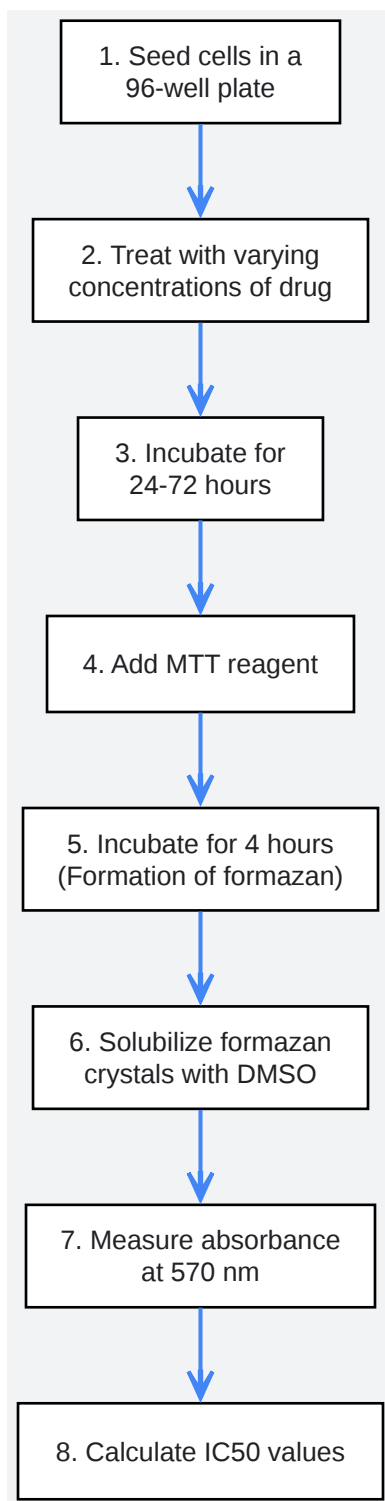 1. Seed cells in a
96-well plate
2. Treat with varying
concentrations of drug
3. Incubate for
24-72 hours
4. Add MTT reagent
5. Incubate for 4 hours
(Formation of formazan)
6. Solubilize formazan
crystals with DMSO
7. Measure absorbance
at 570 nm
8. Calculate IC50 values